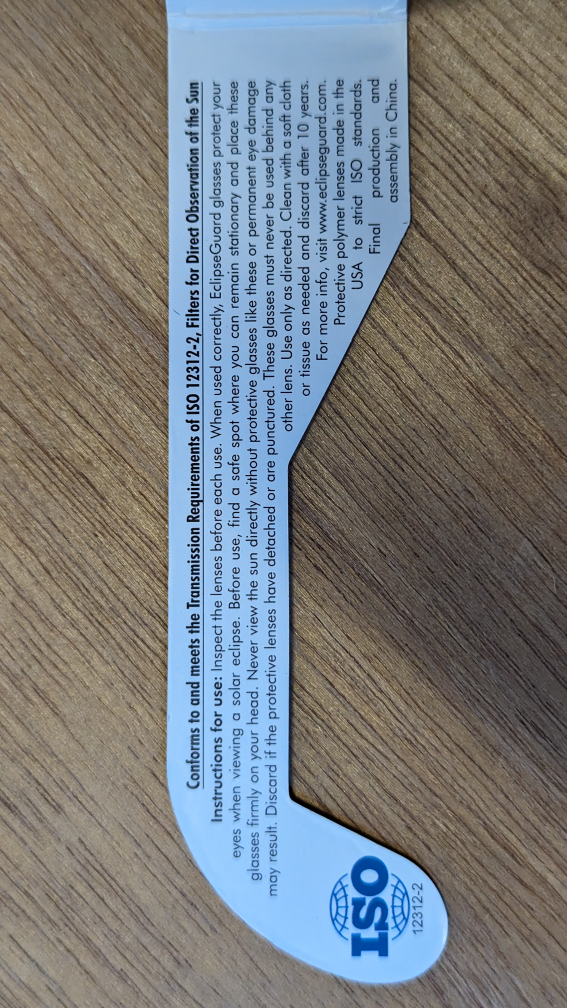 Conforms to and meets the Transmission Requirements of ISO 12312-2, Filters for Direct Observation of the Sun
Instructions for use: Inspect the lenses before each use. When used correctly, EclipseGuard glasses protect your
eyes when viewing a solar eclipse. Before use, find a safe spot where you can remain stationary and place these
glasses firmly on your head. Never view the sun directly without protective glasses like these or permanent eye damage
may result. Discard if the protective lenses have detached or are punctured. These glasses must never be used behind any
other lens. Use only as directed. Clean with a soft cloth
or tissue as needed and discard after 10 years.
For more info, visit www.eclipseguard.com.
Protective polymer lenses made in the
USA to strict ISO standards.
Final production and
assembly in China.
ISO
12312-2